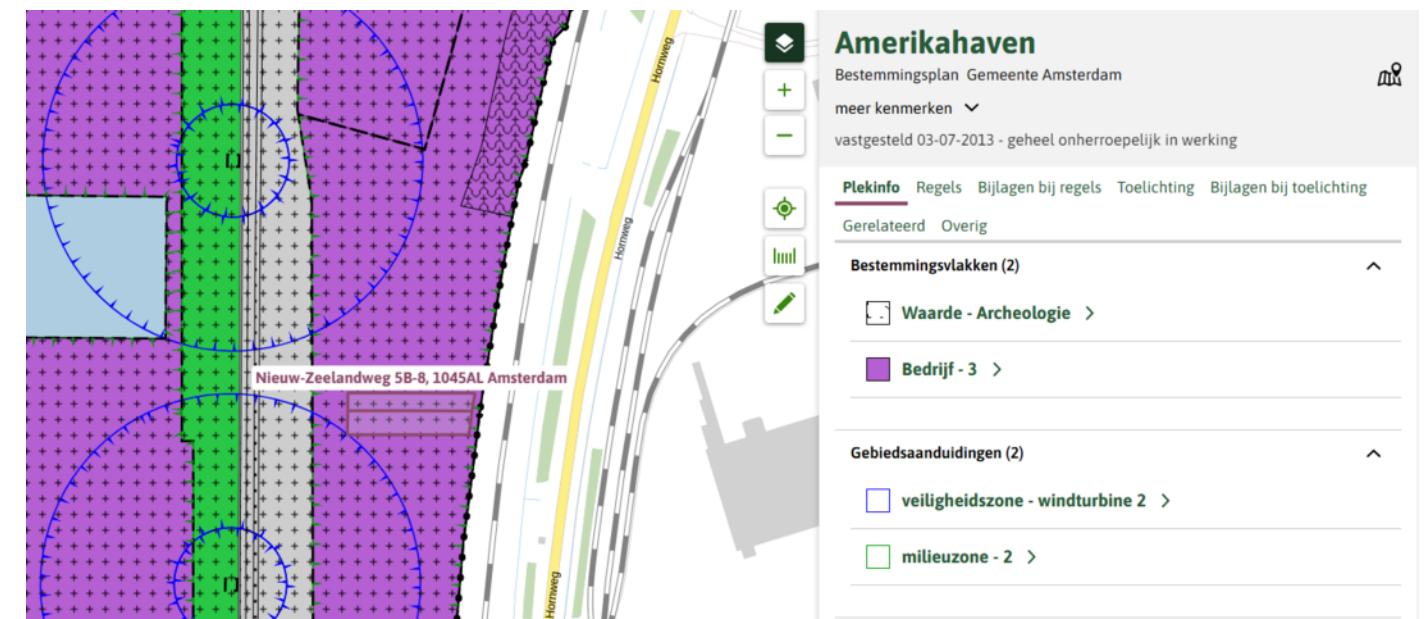 Hornweg
Hornweg
Nieuw-Zeelandweg 5B-8, 1045AL Amsterdam
Hornweg
Amerikahaven
Bestemmingsplan Gemeente Amsterdam
meer kenmerken
vastgesteld 03-07-2013 - geheel onherroepelijk in werking
Plekinfo Regels Bijlagen bij regels Toelichting Bijlagen bij toelichting
Gerelateerd Overig
Bestemmingsvlakken (2)
Waarde - Archeologie
Bedrijf - 3
Gebiedsaanduidingen (2)
veiligheidszone - windturbine 2
milieuzone - 2